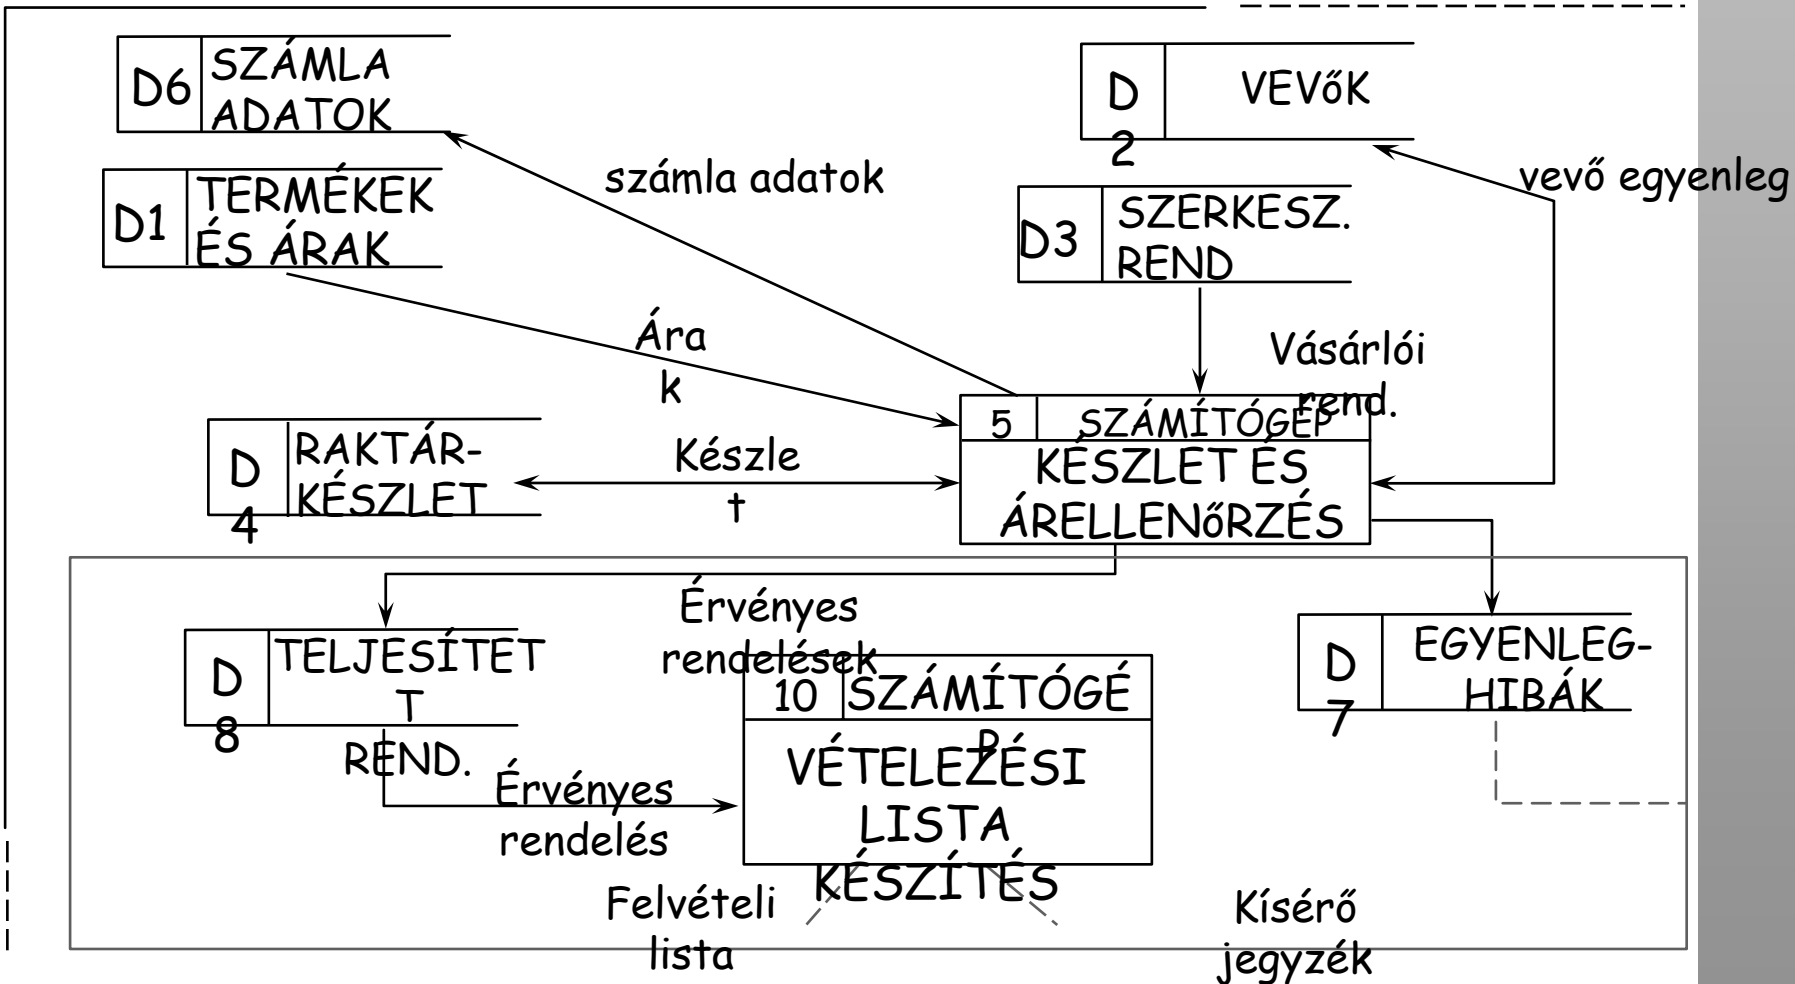 D6
SZÁMLA
ADATOK
D
2
VEVőK
számla adatok
vevő egyenleg
D1
TERMÉKEK
ÉS ÁRAK
D3
SZERKESZ.
REND
Ára
k
Vásárlói
rend.
5
SZÁMÍTÓGÉP
KÉSZLET ÉS
ÁRELLENőRZÉS
D
4
RAKTÁR-
KÉSZLET
Készle
t
Érvényes
rendelések
D
8
TELJESÍTET
T
REND.
10
SZÁMÍTÓGÉ
P
VÉTELEZÉSI
LISTA
KÉSZÍTÉS
D
7
EGYENLEG-
HIBÁK
Érvényes
rendelés
Felvételi
lista
Kísérő
jegyzék